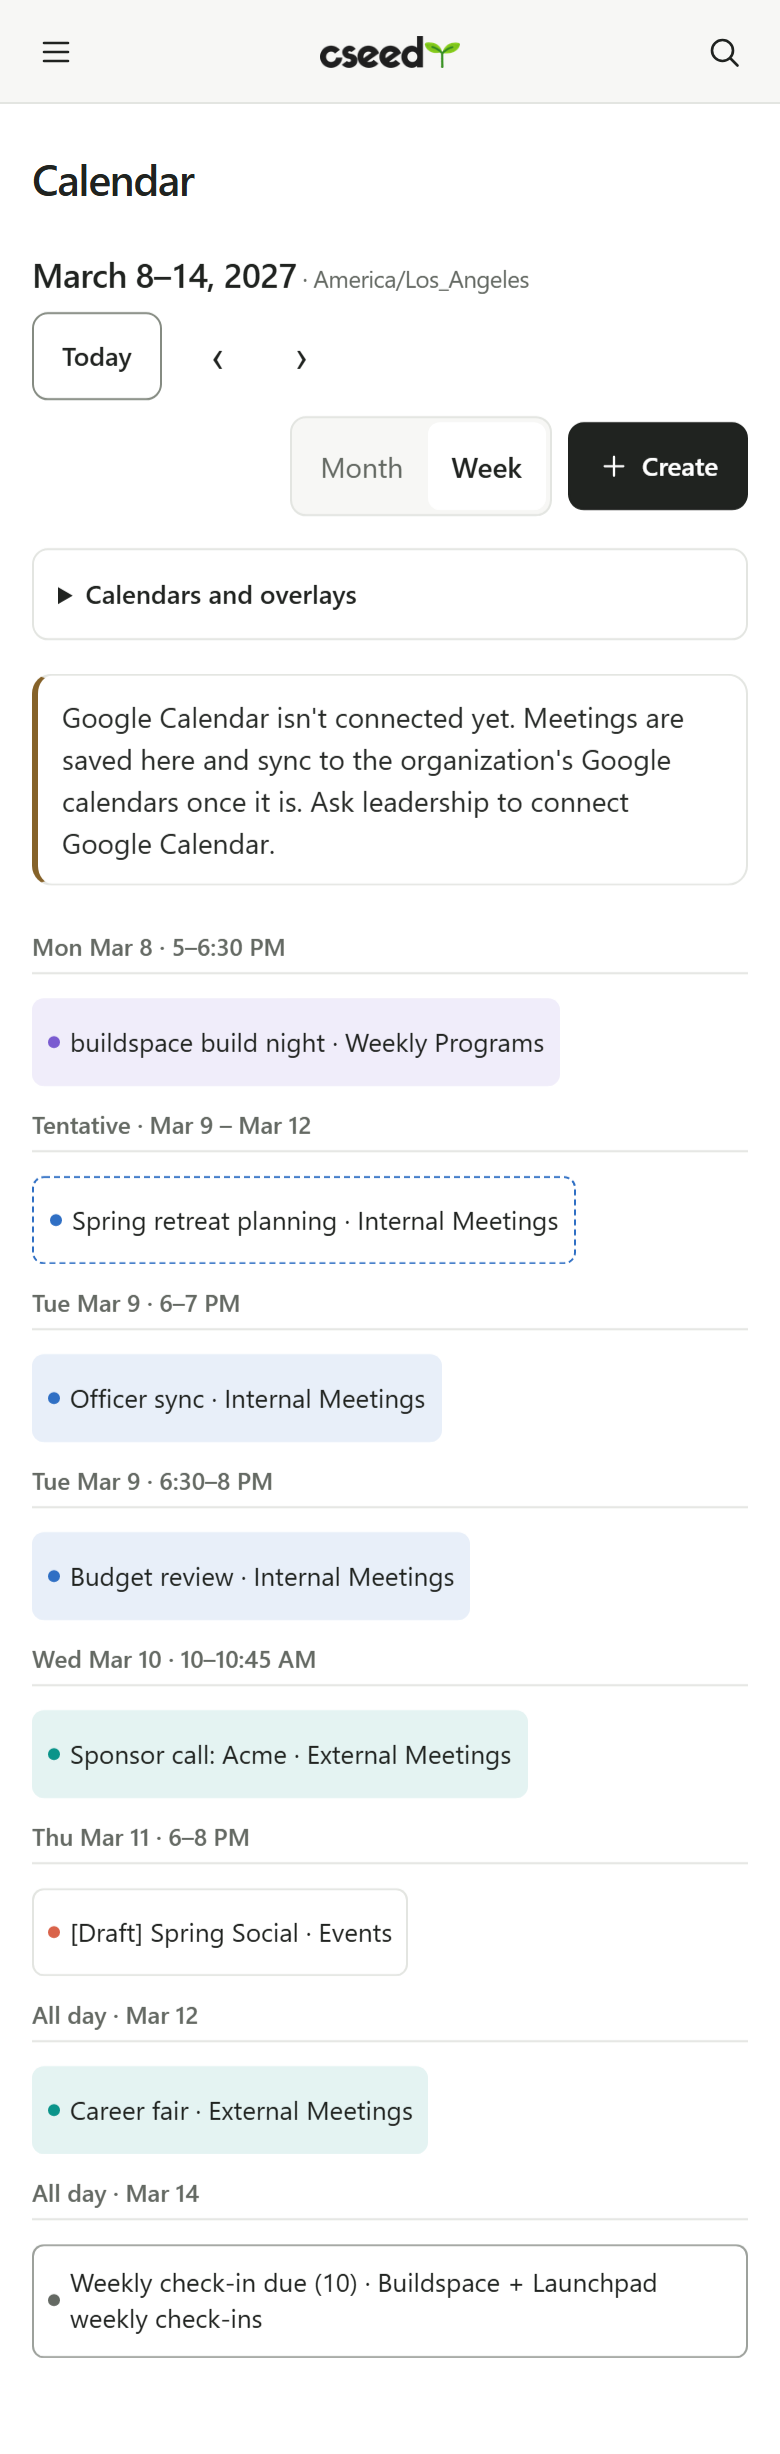 cseed
Calendar
March 8–14, 2027 · America/Los_Angeles
Today ‹ ›
Month Week + Create
▶ Calendars and overlays
Google Calendar isn't connected yet. Meetings are
saved here and sync to the organization's Google
calendars once it is. Ask leadership to connect
Google Calendar.
Mon Mar 8 · 5–6:30 PM
buildspace build night · Weekly Programs
Tentative · Mar 9 – Mar 12
Spring retreat planning · Internal Meetings
Tue Mar 9 · 6–7 PM
Officer sync · Internal Meetings
Tue Mar 9 · 6:30–8 PM
Budget review · Internal Meetings
Wed Mar 10 · 10–10:45 AM
Sponsor call: Acme · External Meetings
Thu Mar 11 · 6–8 PM
[Draft] Spring Social · Events
All day · Mar 12
Career fair · External Meetings
All day · Mar 14
Weekly check-in due (10) · Buildspace + Launchpad
weekly check-ins